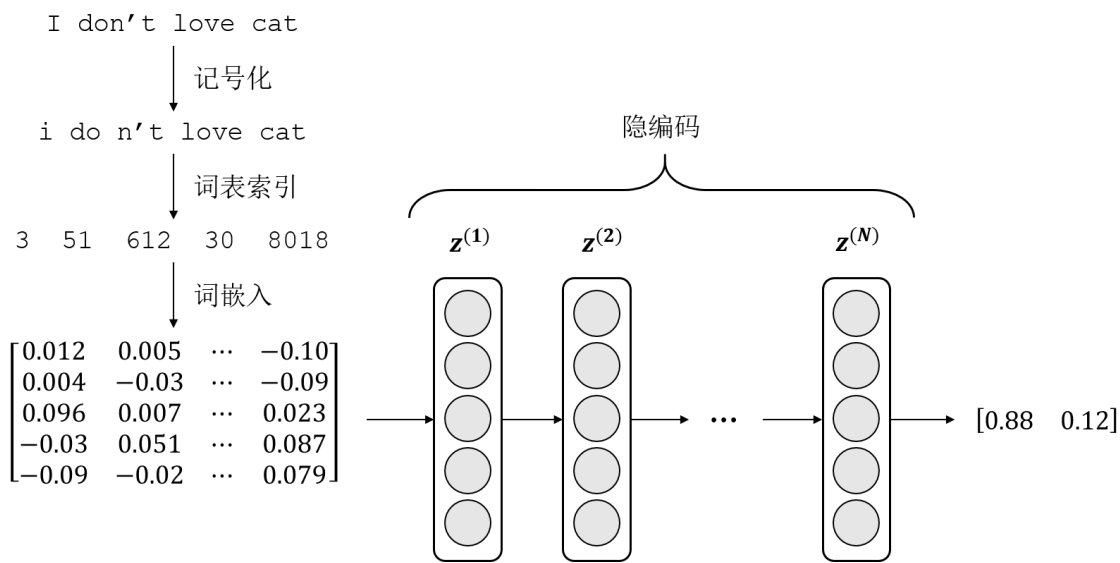 I don't love cat
记号化
i do n't love cat
词表索引
3 51 612 30 8018
词嵌入
0.012 0.005 ⋯ −0.10
0.004 −0.03 ⋯ −0.09
0.096 0.007 ⋯ 0.023
−0.03 0.051 ⋯ 0.087
−0.09 −0.02 ⋯ 0.079
隐编码
z(1) z(2) z(N)
⋯
[0.88 0.12]